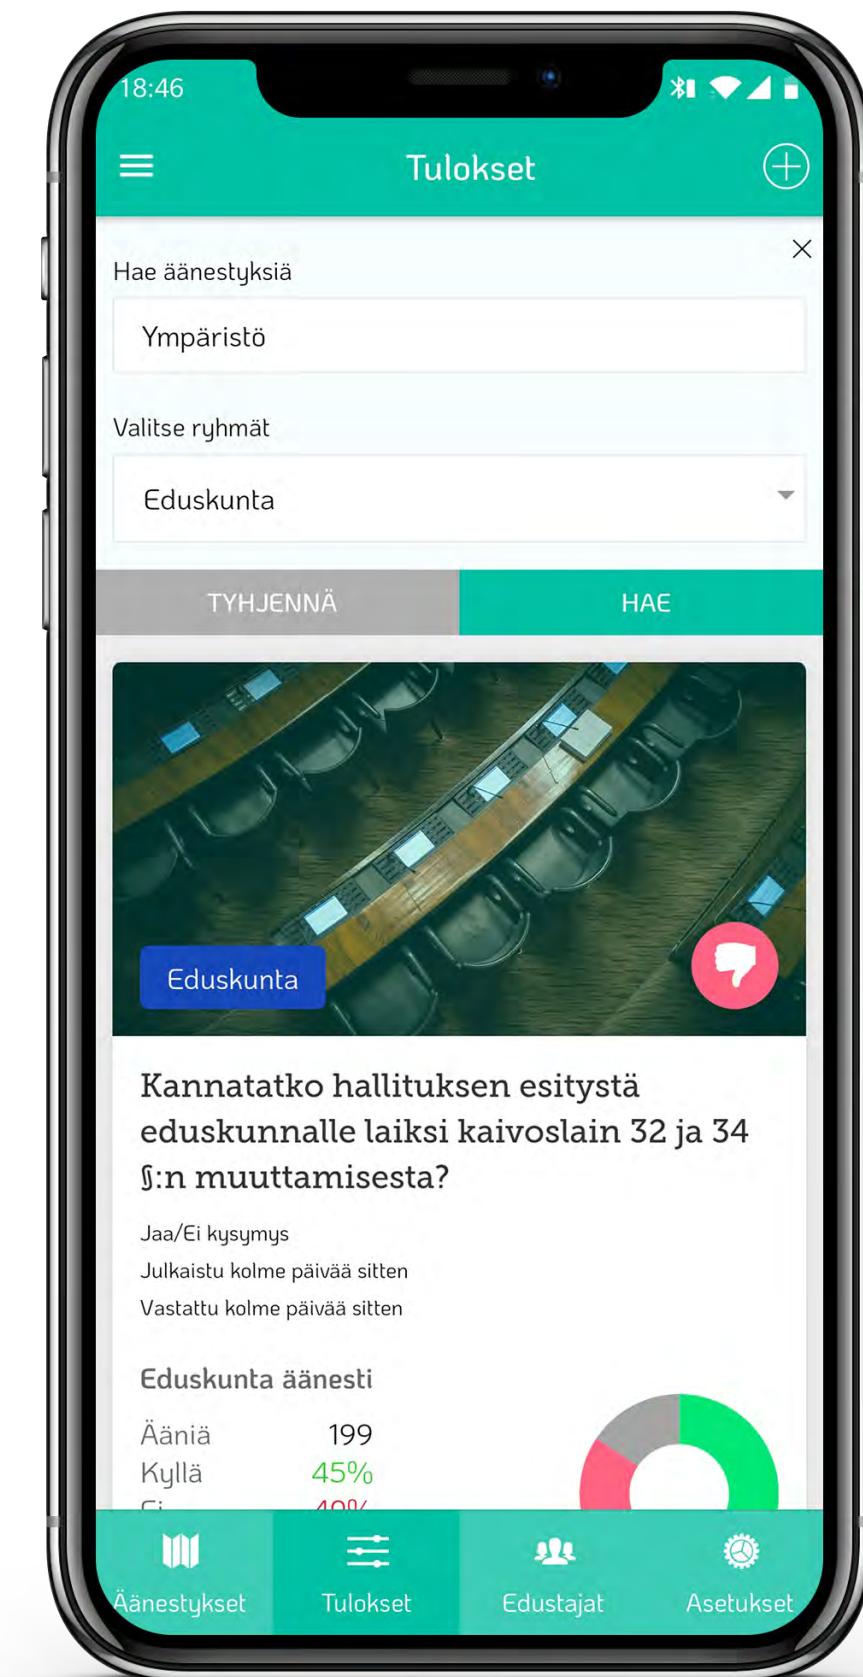 18:46
Tulokset
Hae äänestyksiä
Ympäristö
Valitse ryhmät
Eduskunta
TYHJENNÄ
HAE
Eduskunta
Kannatatko hallituksen esitystä
eduskunnalle laiksi kaivoslain 32 ja 34
§:n muuttamisesta?
Jaa/Ei kysymys
Julkaistu kolme päivää sitten
Vastattu kolme päivää sitten
Eduskunta äänesti
Ääniä 199
Kyllä 45%
Äänestykset
Tulokset
Edustajat
Asetukset